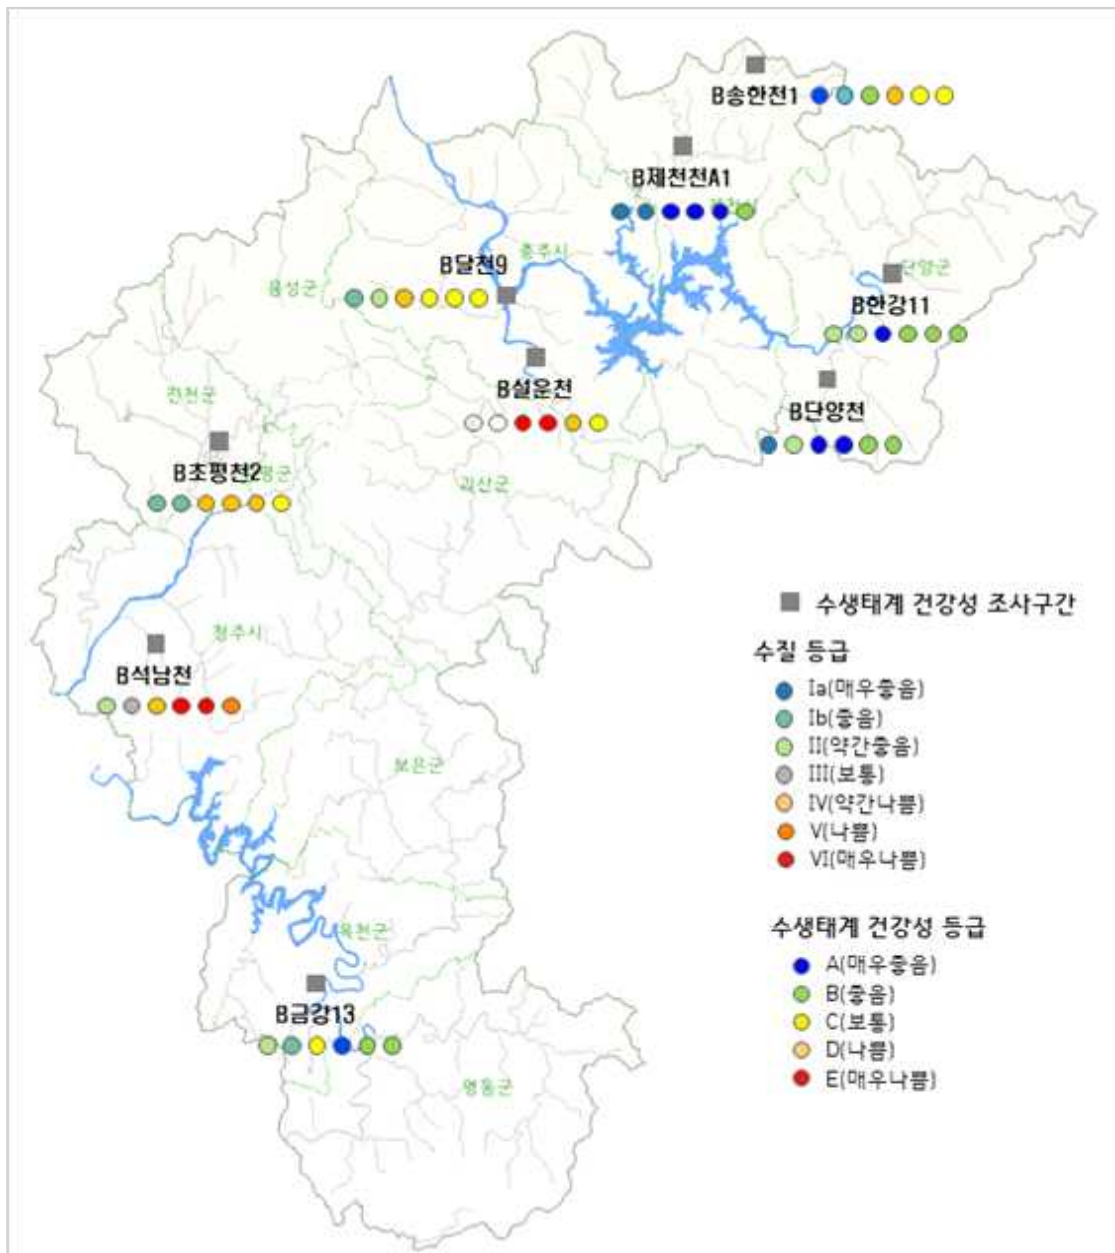 B송한천1
B제천천A1
B달천9
충주시
단양군
음성군
B한강11
B설운천
진천군
B단양천
B초평천2
평군
괴산군
수생태계 건강성 조사구간
수질 등급
청주시
Ia(매우좋음)
B석남천
Ib(좋음)
II(약간좋음)
보은군
III(보통)
IV(약간나쁨)
V(나쁨)
VI(매우나쁨)
수생태계 건강성 등급
옥천군
A(매우좋음)
B(좋음)
B금강13
C(보통)
D(나쁨)
영동군
E(매우나쁨)